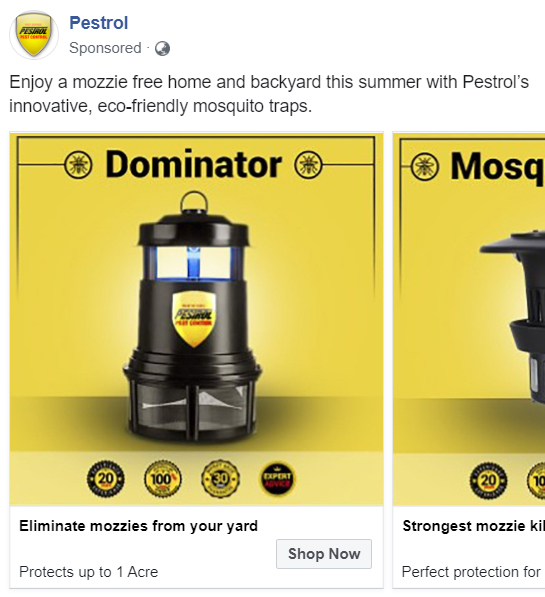 Pestrol
Sponsored ·
Enjoy a mozzie free home and backyard this summer with Pestrol's
innovative, eco-friendly mosquito traps.
Dominator
Mosq
PESTROL
PEST CONTROL
20
100%
30
EXPERT
ADVICE
20
10
Eliminate mozzies from your yard
Shop Now
Protects up to 1 Acre
Strongest mozzie kil
Perfect protection for